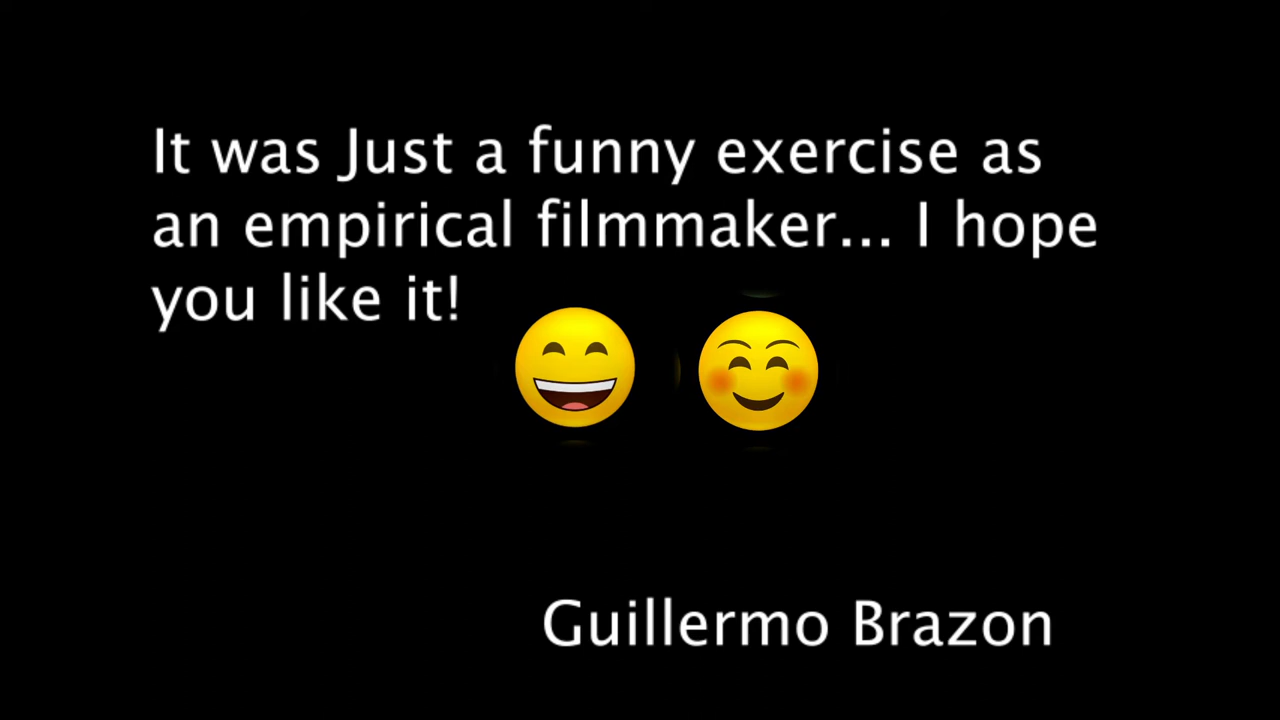 It was Just a funny exercise as
an empirical filmmaker... I hope
you like it!
Guillermo Brazon